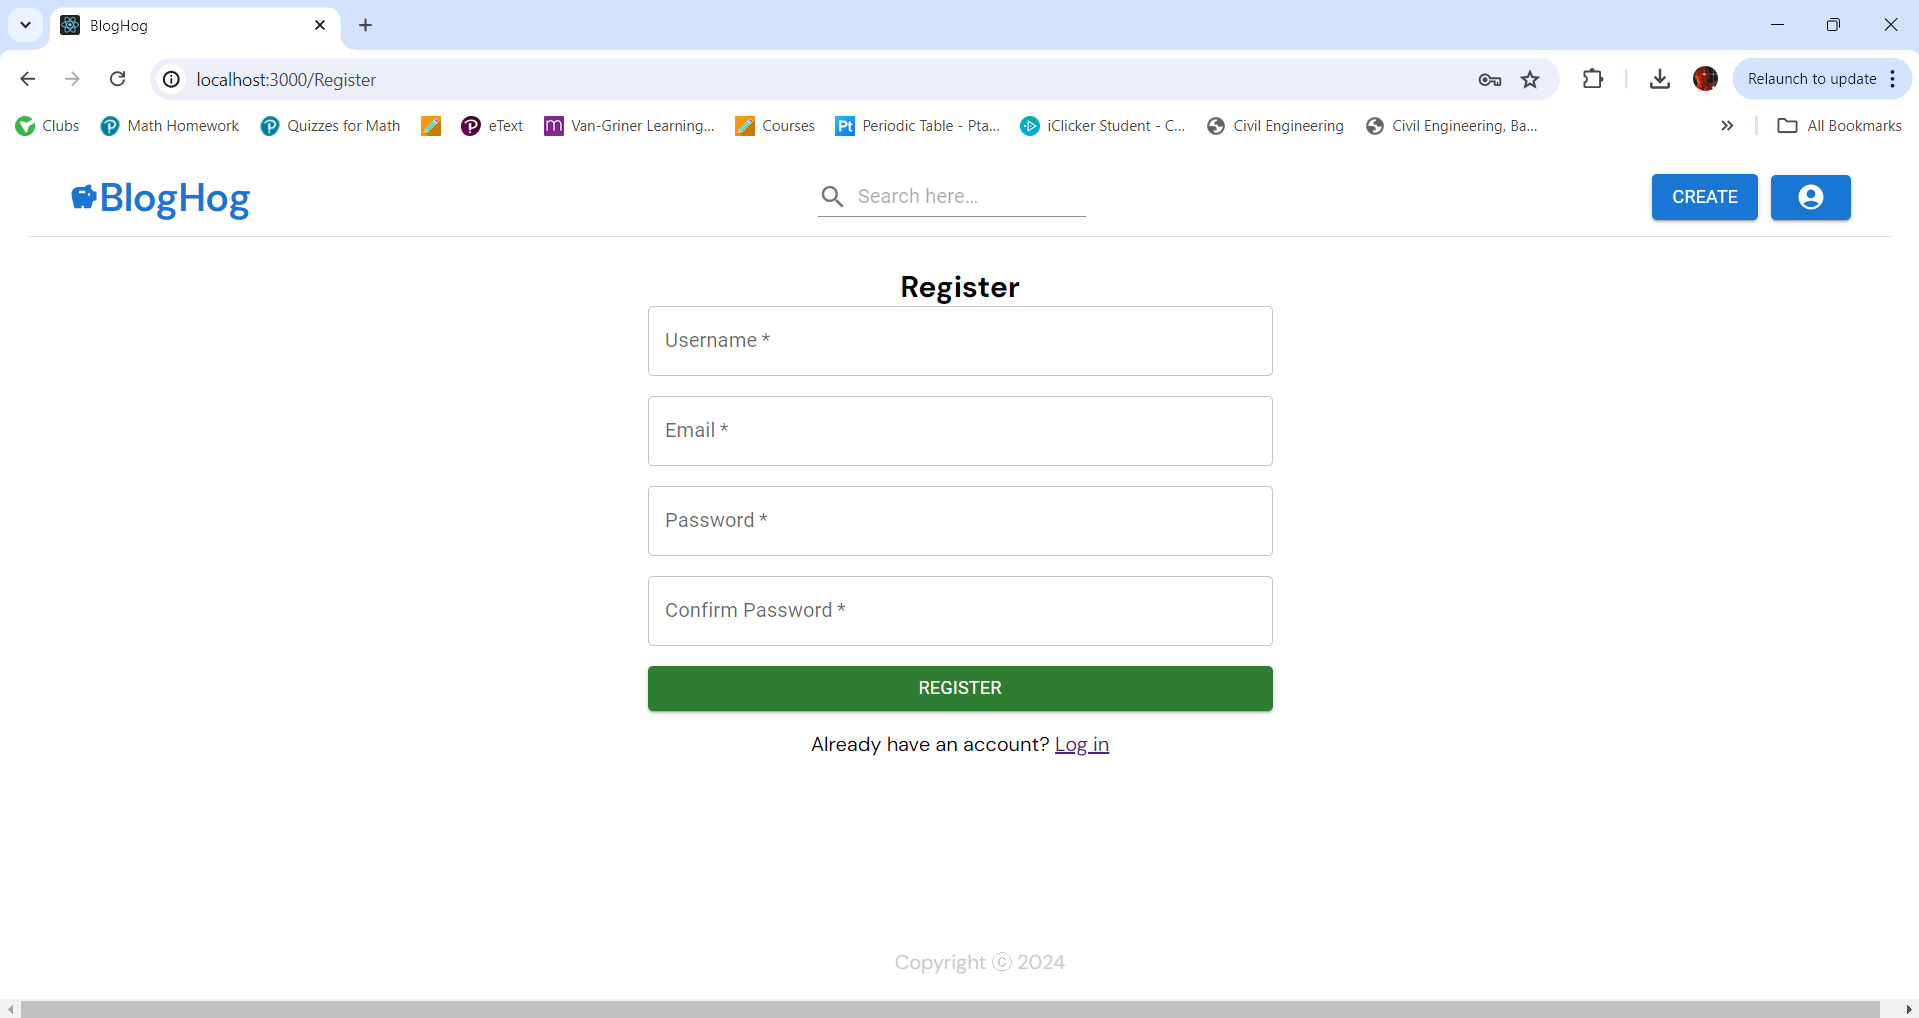 BlogHog
localhost:3000/Register
Relaunch to update
Clubs Math Homework Quizzes for Math eText Van-Griner Learning... Courses Pt Periodic Table - Pta... iClicker Student - C... Civil Engineering Civil Engineering, Ba... All Bookmarks
BlogHog
Search here...
CREATE
Register
Username *
Email *
Password *
Confirm Password *
REGISTER
Already have an account? Log in
Copyright © 2024